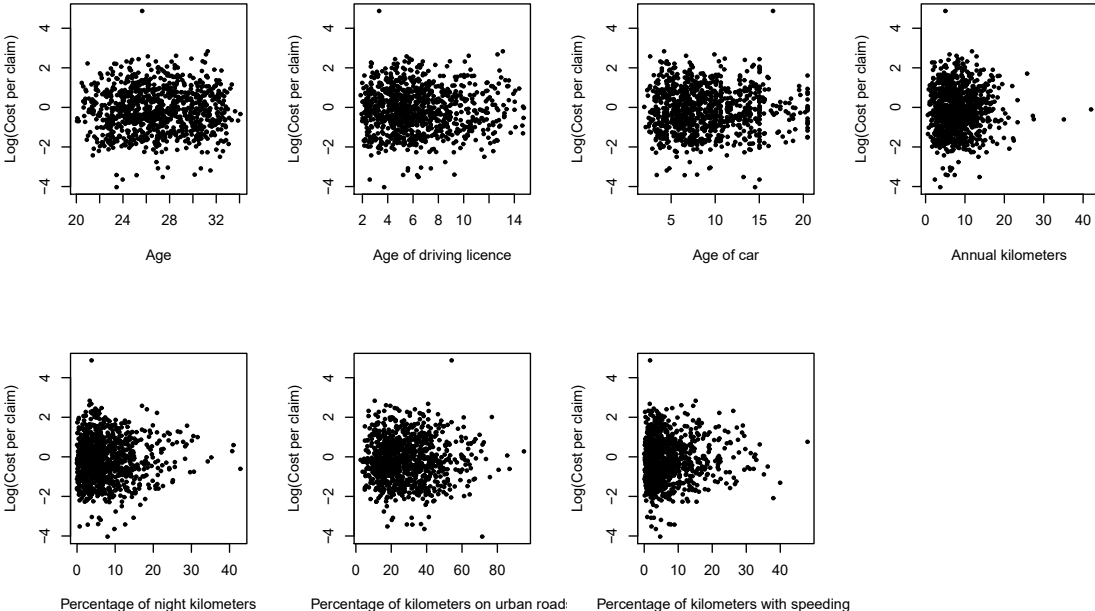 Log(Cost per claim)
4
2
0
−2
−4
20 24 28 32
Age
Log(Cost per claim)
4
2
0
−2
−4
2 4 6 8 10 14
Age of driving licence
Log(Cost per claim)
4
2
0
−2
−4
5 10 15 20
Age of car
Log(Cost per claim)
4
2
0
−2
−4
0 10 20 30 40
Annual kilometers
Log(Cost per claim)
4
2
0
−2
−4
0 10 20 30 40
Percentage of night kilometers
Log(Cost per claim)
4
2
0
−2
−4
0 20 40 60 80
Percentage of kilometers on urban roads
Log(Cost per claim)
4
2
0
−2
−4
0 10 20 30 40
Percentage of kilometers with speeding